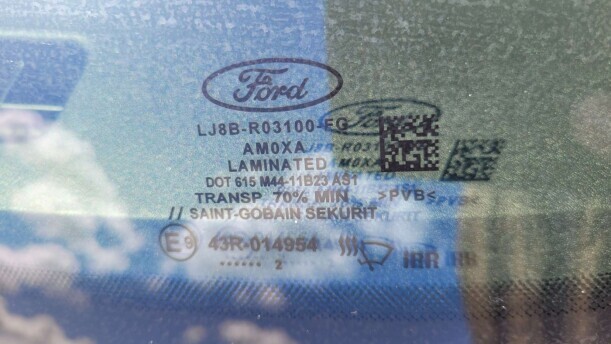 Ford
LJ8B-R03100-EG
AM0XA
LAMINATED
DOT 615 M44-11B23 AS1
TRANSP. 70% MIN >PVB<
// SAINT-GOBAIN SEKURIT
E9 43R-014954
...... 2